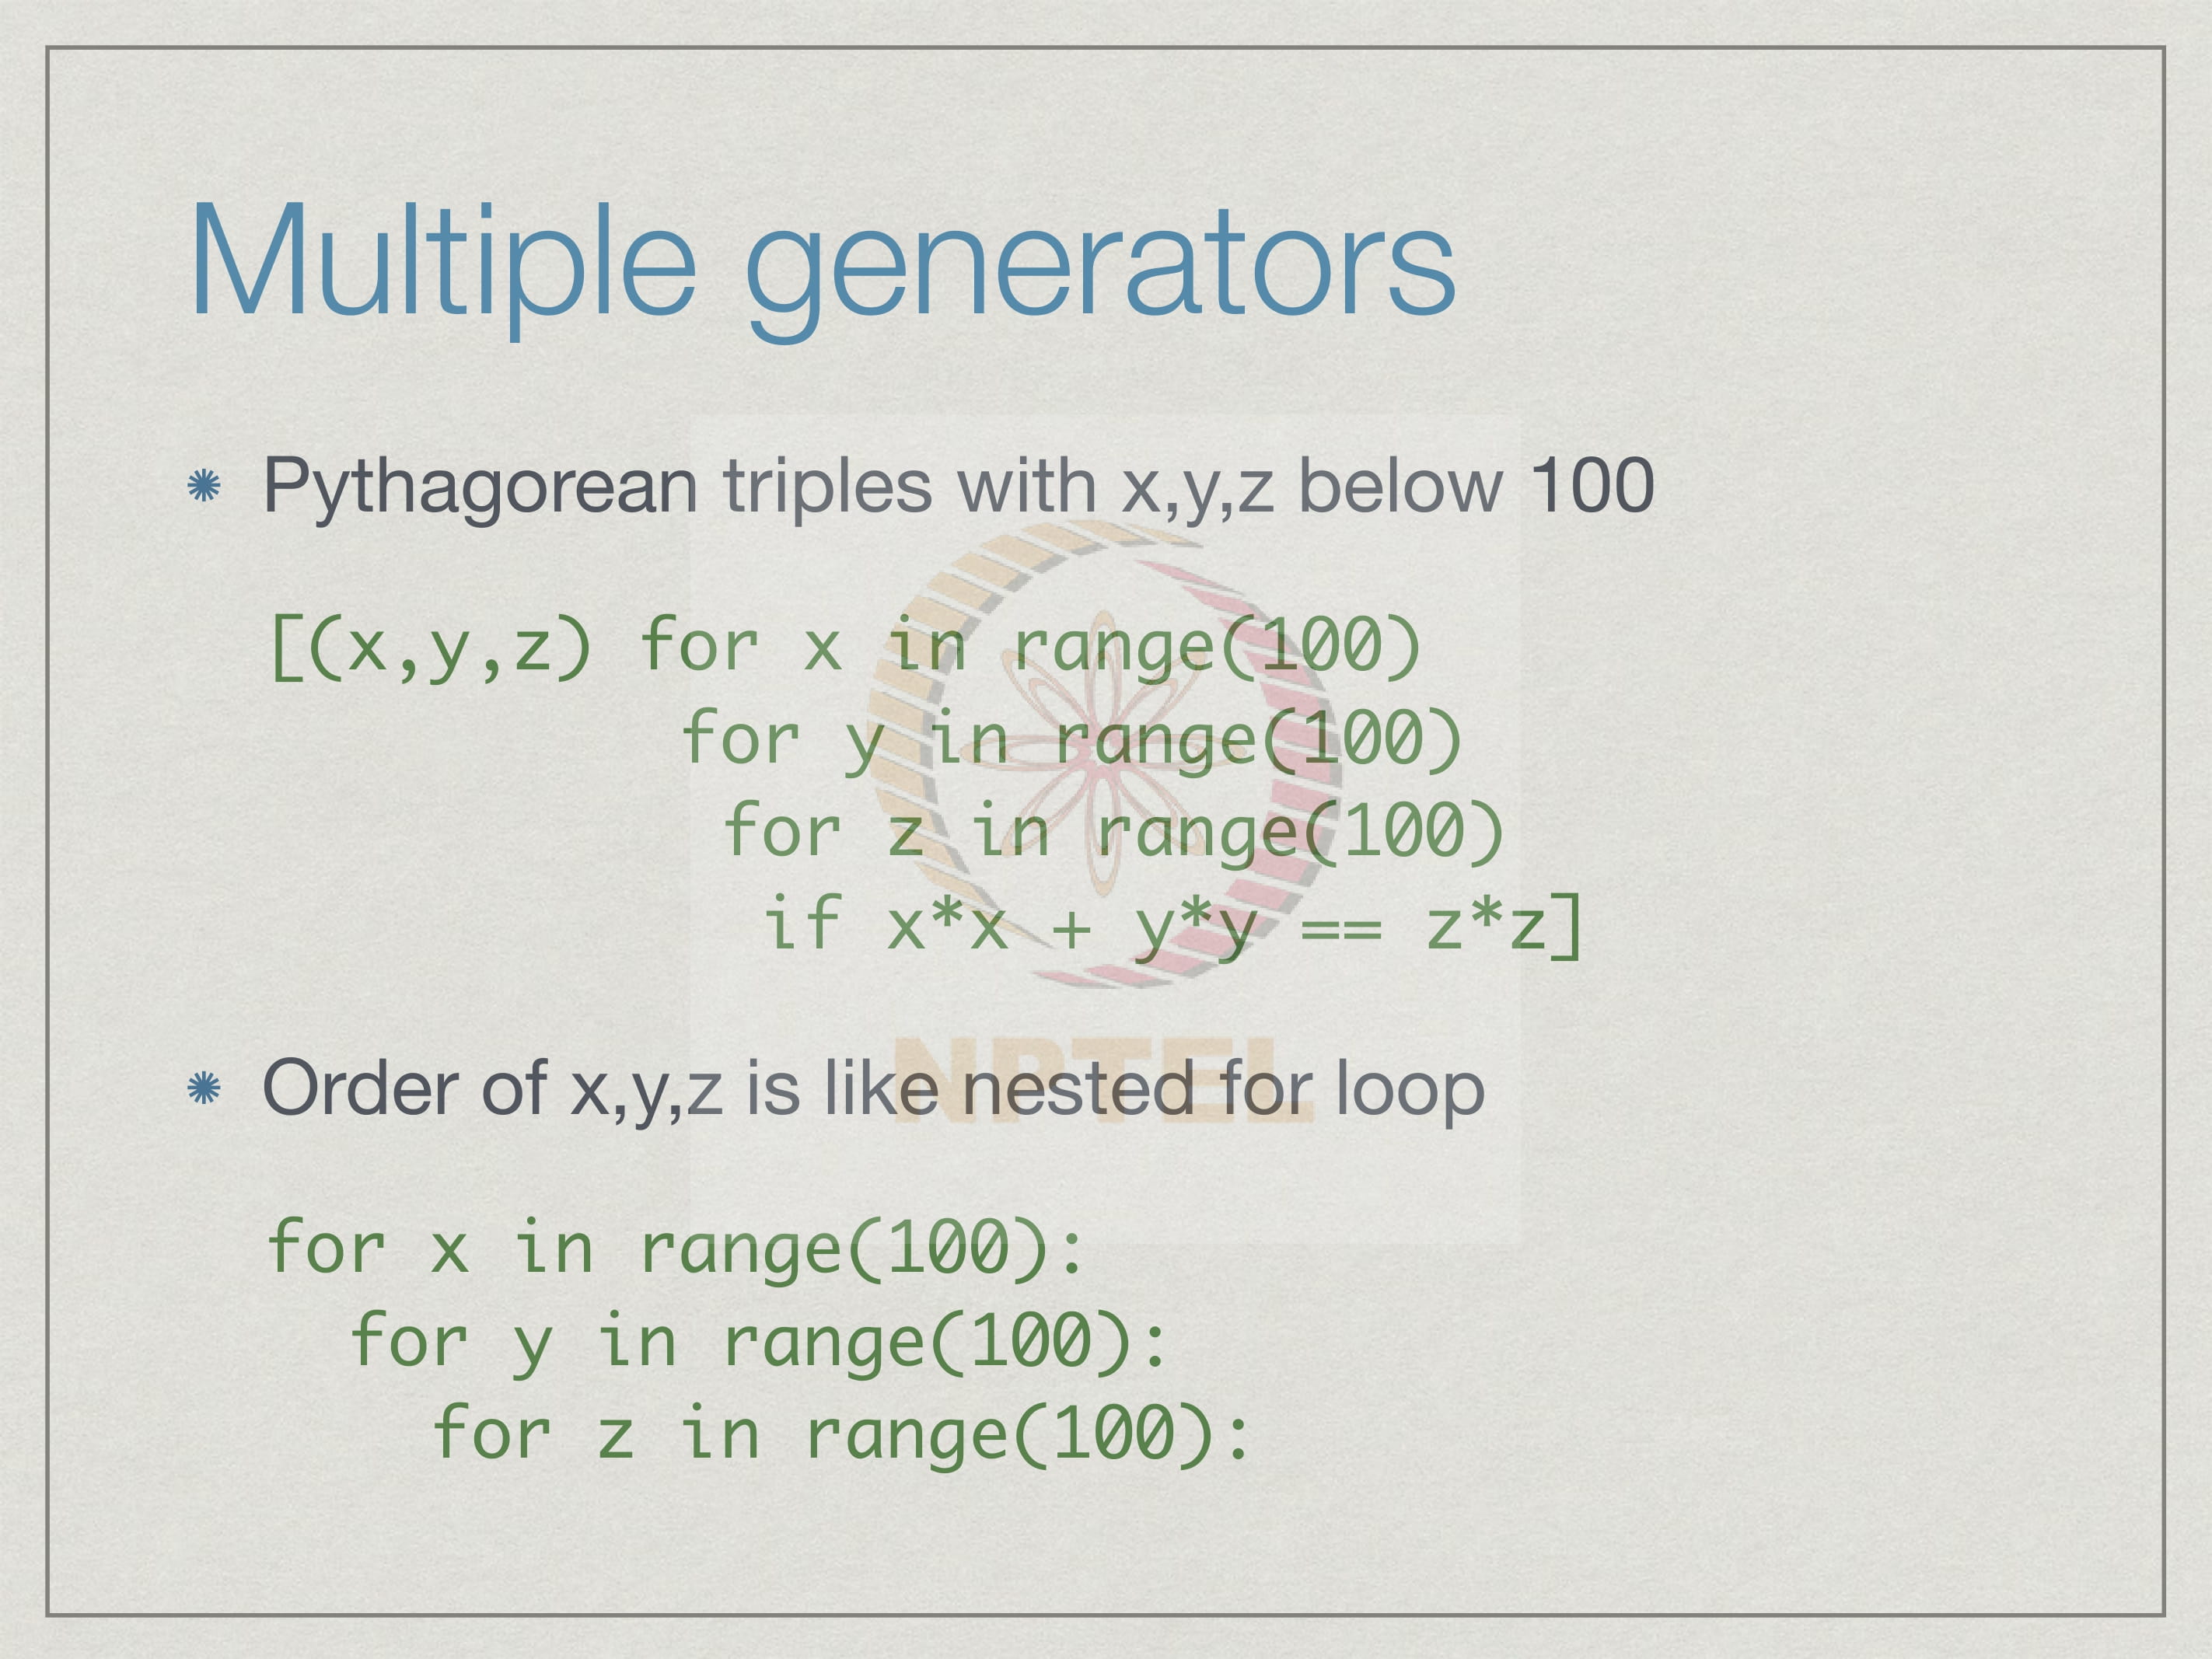 Multiple generators
Pythagorean triples with x,y,z below 100
[(x,y,z) for x in range(100)
for y in range(100)
for z in range(100)
if x*x + y*y == z*z]
NPTEL
Order of x,y,z is like nested for loop
for x in range(100):
for y in range(100):
for z in range(100):